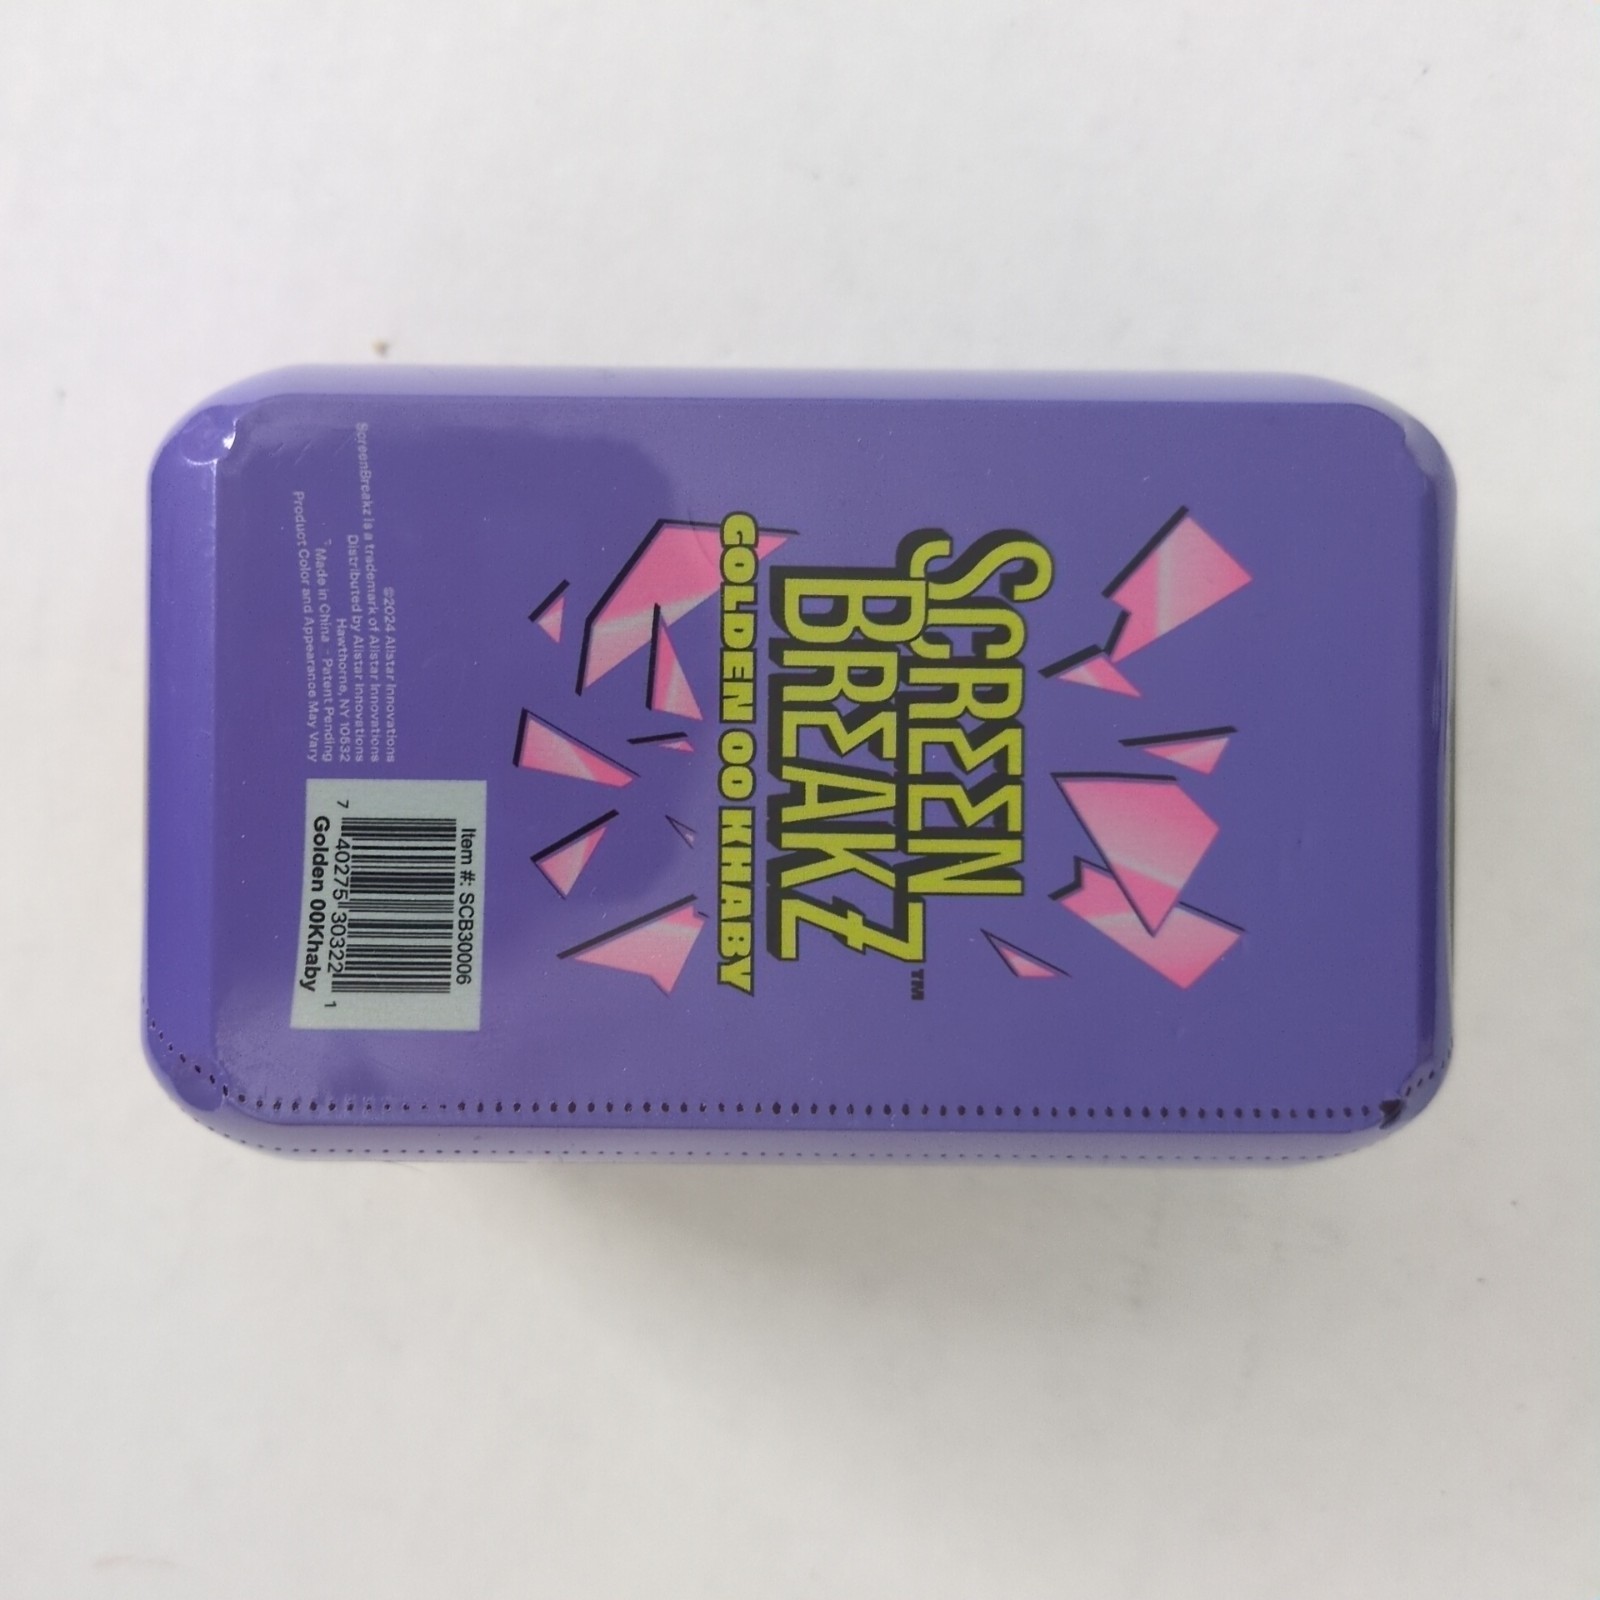 SCREEN
BREAKZ™
GOLDEN 00 KHABY
©2024 Allstar Innovations
ScreenBreakz is a trademark of Allstar Innovations
Distributed by Allstar Innovations
Hawthorne, NY 10532
Made in China - Patent Pending
Product Color and Appearance May Vary
Item #: SCB30006
7 40275 30322 1
Golden 00Khaby